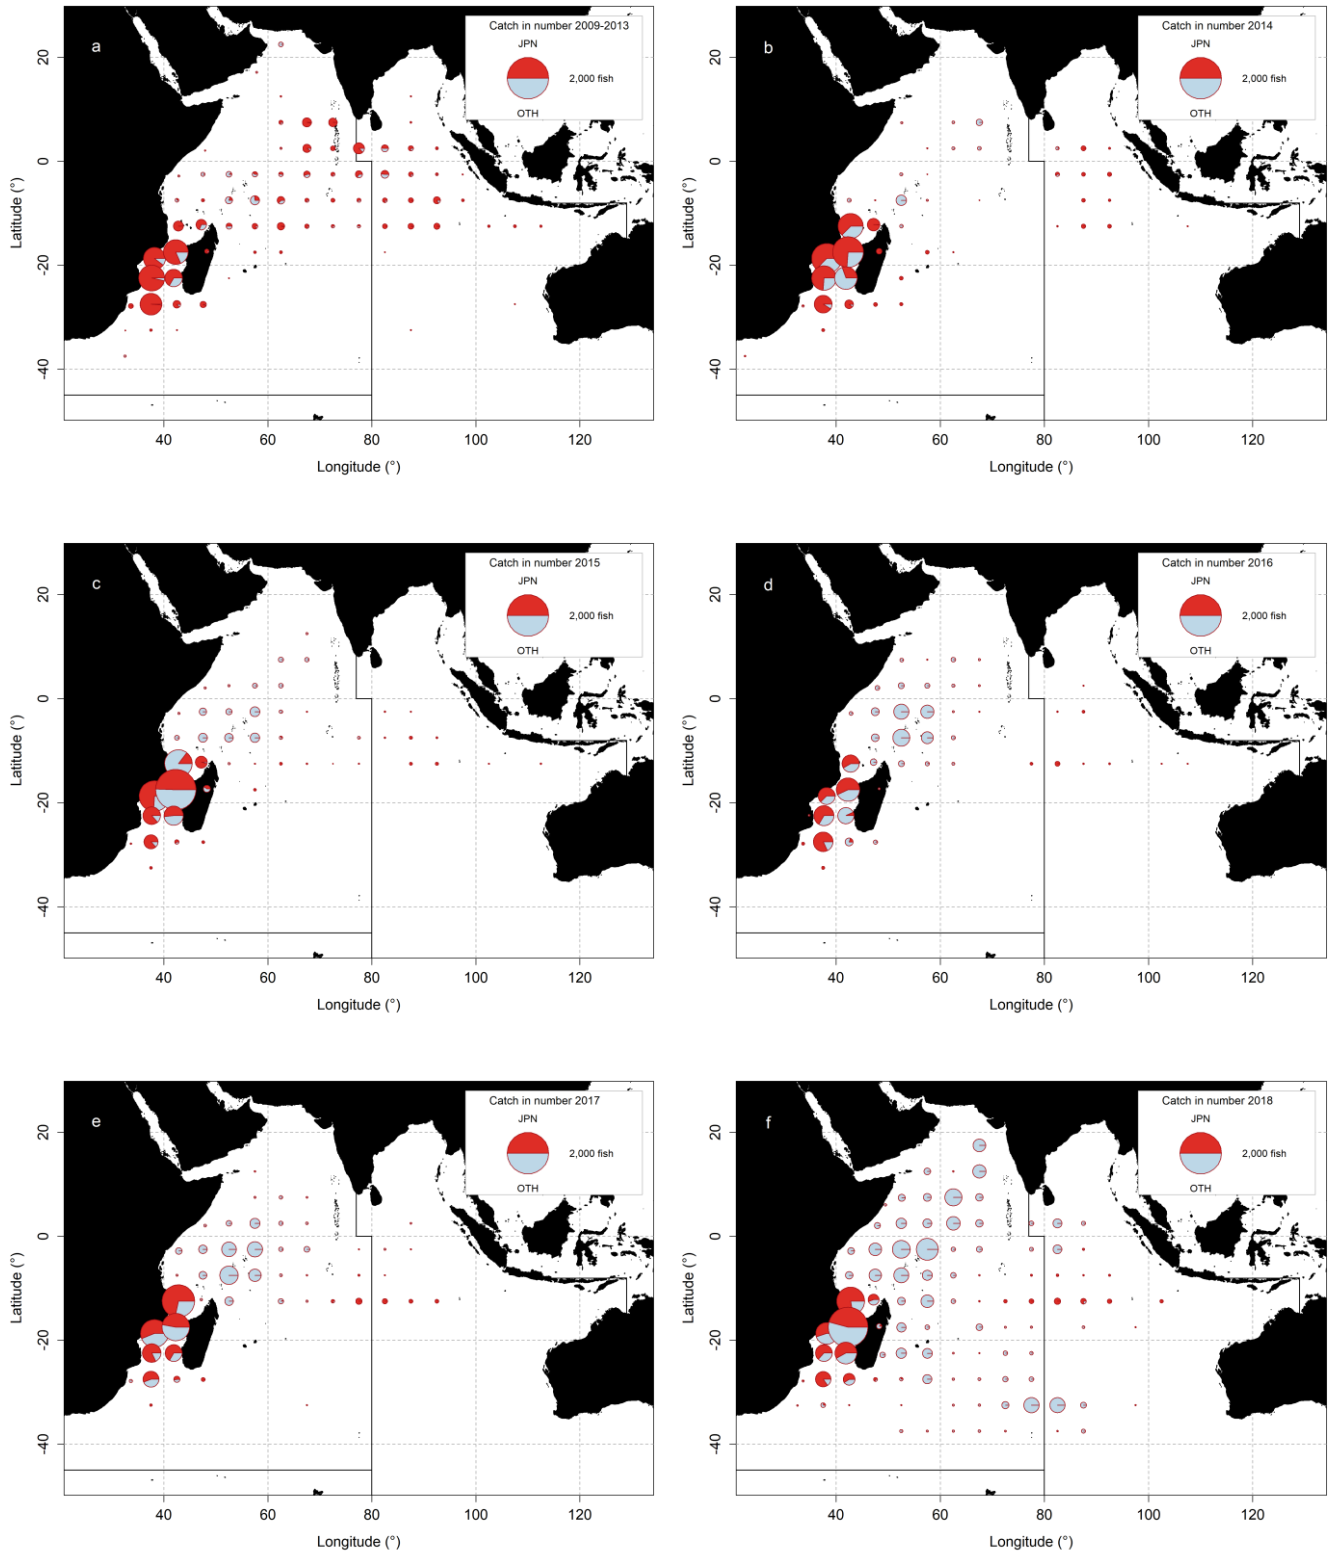 a
Catch in number 2009-2013
JPN
2,000 fish
OTH
20
0
-20
-40
Latitude (°)
40 60 80 100 120
Longitude (°)
b
Catch in number 2014
JPN
2,000 fish
OTH
20
0
-20
-40
Latitude (°)
40 60 80 100 120
Longitude (°)
c
Catch in number 2015
JPN
2,000 fish
OTH
20
0
-20
-40
Latitude (°)
40 60 80 100 120
Longitude (°)
d
Catch in number 2016
JPN
2,000 fish
OTH
20
0
-20
-40
Latitude (°)
40 60 80 100 120
Longitude (°)
e
Catch in number 2017
JPN
2,000 fish
OTH
20
0
-20
-40
Latitude (°)
40 60 80 100 120
Longitude (°)
f
Catch in number 2018
JPN
2,000 fish
OTH
20
0
-20
-40
Latitude (°)
40 60 80 100 120
Longitude (°)